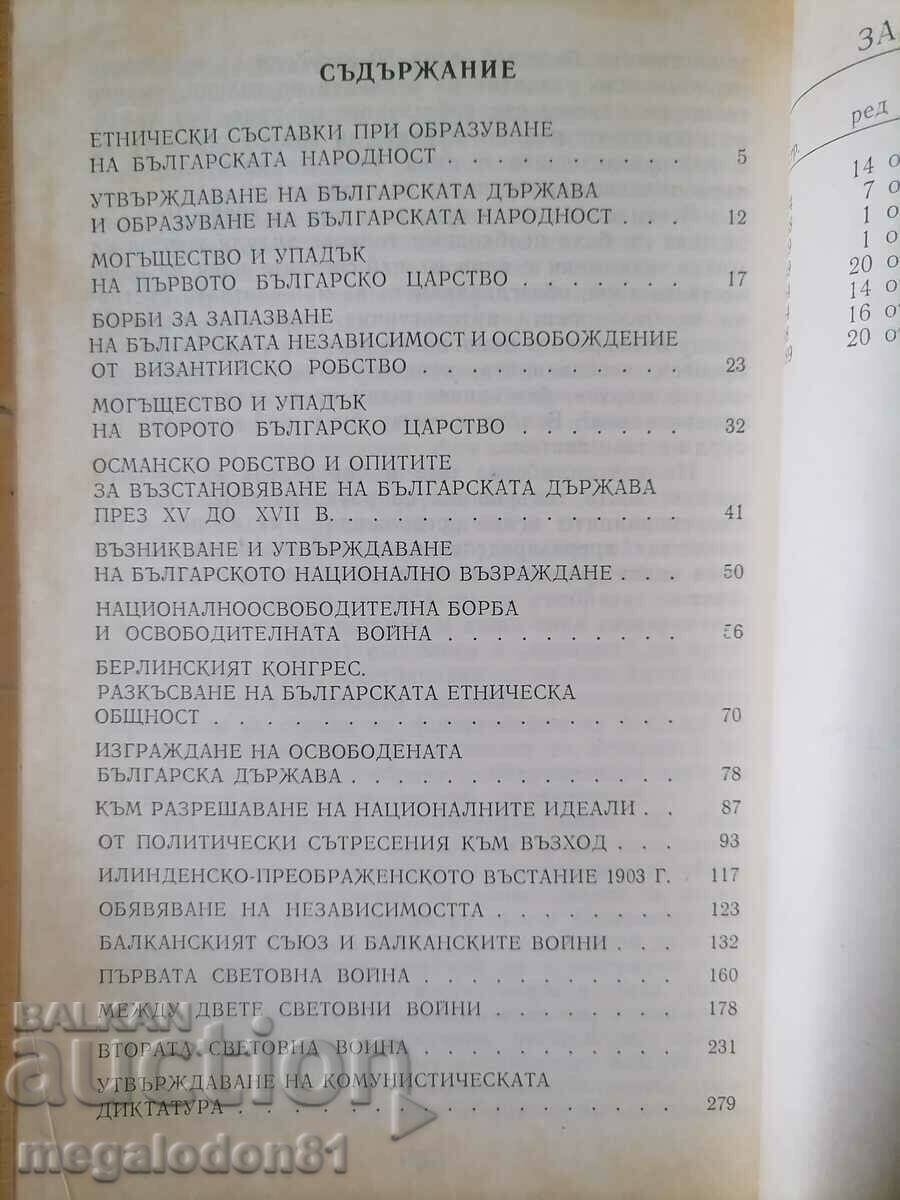 СЪДЪРЖАНИЕ
ЕТНИЧЕСКИ СЪСТАВКИ ПРИ ОБРАЗУВАНЕ
НА БЪЛГАРСКАТА НАРОДНОСТ . . . . . . . . . . 5
УТВЪРЖДАВАНЕ НА БЪЛГАРСКАТА ДЪРЖАВА
И ОБРАЗУВАНЕ НА БЪЛГАРСКАТА НАРОДНОСТ . . . 12
МОГЪЩЕСТВО И УПАДЪК
НА ПЪРВОТО БЪЛГАРСКО ЦАРСТВО . . . . . . . 17
БОРБИ ЗА ЗАПАЗВАНЕ
НА БЪЛГАРСКАТА НЕЗАВИСИМОСТ И ОСВОБОЖДЕНИЕ
ОТ ВИЗАНТИЙСКО РОБСТВО . . . . . . . . . . . 23
МОГЪЩЕСТВО И УПАДЪК
НА ВТОРОТО БЪЛГАРСКО ЦАРСТВО . . . . . . . 32
ОСМАНСКО РОБСТВО И ОПИТИТЕ
ЗА ВЪЗСТАНОВЯВАНЕ НА БЪЛГАРСКАТА ДЪРЖАВА
ПРЕЗ XV ДО XVII В. . . . . . . . . . . . . . . 41
ВЪЗНИКВАНЕ И УТВЪРЖДАВАНЕ
НА БЪЛГАРСКОТО НАЦИОНАЛНО ВЪЗРАЖДАНЕ . . . 50
НАЦИОНАЛНООСВОБОДИТЕЛНА БОРБА
И ОСВОБОДИТЕЛНАТА ВОЙНА . . . . . . . . . . 56
БЕРЛИНСКИЯТ КОНГРЕС.
РАЗКЪСВАНЕ НА БЪЛГАРСКАТА ЕТНИЧЕСКА
ОБЩНОСТ . . . . . . . . . . . . . . . . . . 70
ИЗГРАЖДАНЕ НА ОСВОБОДЕНАТА
БЪЛГАРСКА ДЪРЖАВА . . . . . . . . . . . . . 78
КЪМ РАЗРЕШАВАНЕ НА НАЦИОНАЛНИТЕ ИДЕАЛИ . . 87
ОТ ПОЛИТИЧЕСКИ СЪТРЕСЕНИЯ КЪМ ВЪЗХОД . . . 93
ИЛИНДЕНСКО-ПРЕОБРАЖЕНСКОТО ВЪСТАНИЕ 1903 Г. 117
ОБЯВЯВАНЕ НА НЕЗАВИСИМОСТТА . . . . . . . . 123
БАЛКАНСКИЯТ СЪЮЗ И БАЛКАНСКИТЕ ВОЙНИ . . . 132
ПЪРВАТА СВЕТОВНА ВОЙНА . . . . . . . . . . 160
МЕЖДУ ДВЕТЕ СВЕТОВНИ ВОЙНИ . . . . . . . . 178
ВТОРАТА СВЕТОВНА ВОЙНА . . . . . . . . . . 231
УТВЪРЖДАВАНЕ НА КОМУНИСТИЧЕСКАТА
ДИКТАТУРА . . . . . . . . . . . . . . . . . 279
ЗА
ред
14 о
7 о
1 о
1 о
20 о
14 о
16 от
20 от
BALKAN
auction
megalodon81